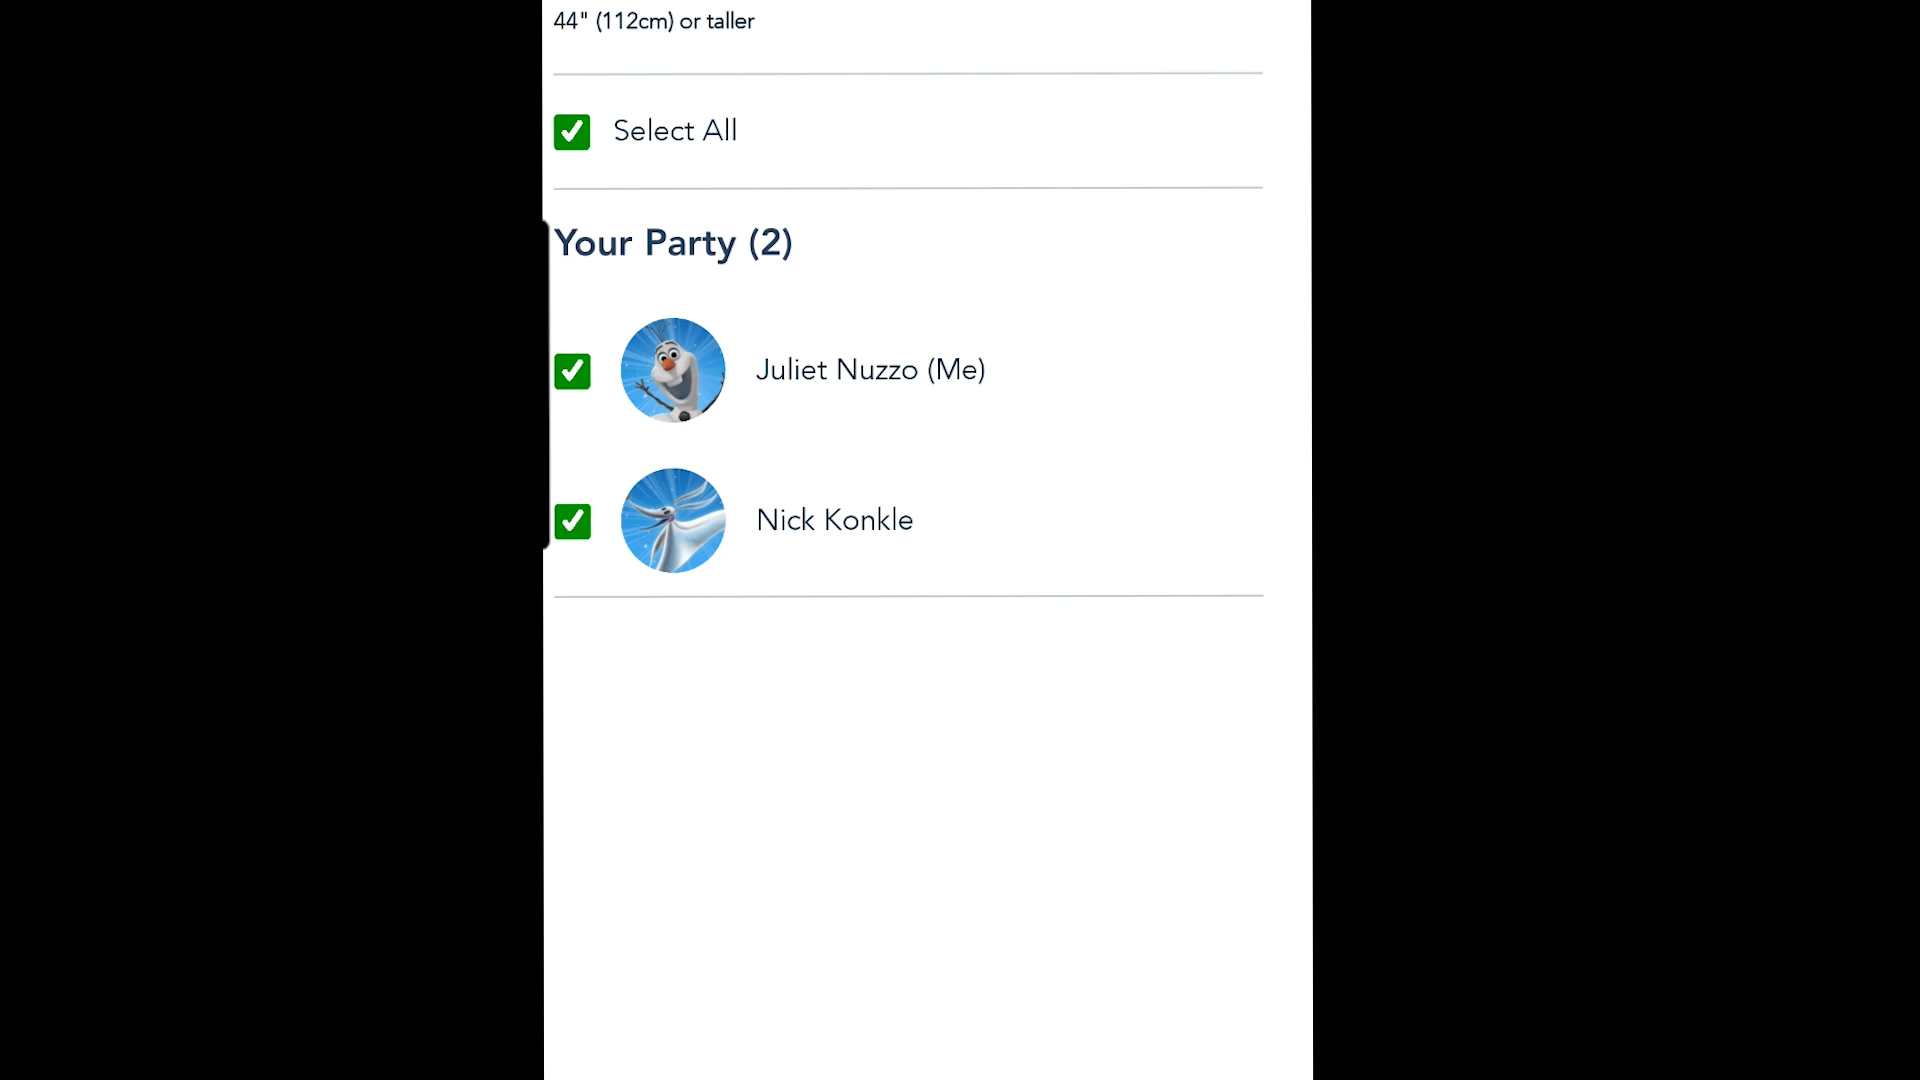 44" (112cm) or taller
Select All
Your Party (2)
Juliet Nuzzo (Me)
Nick Konkle